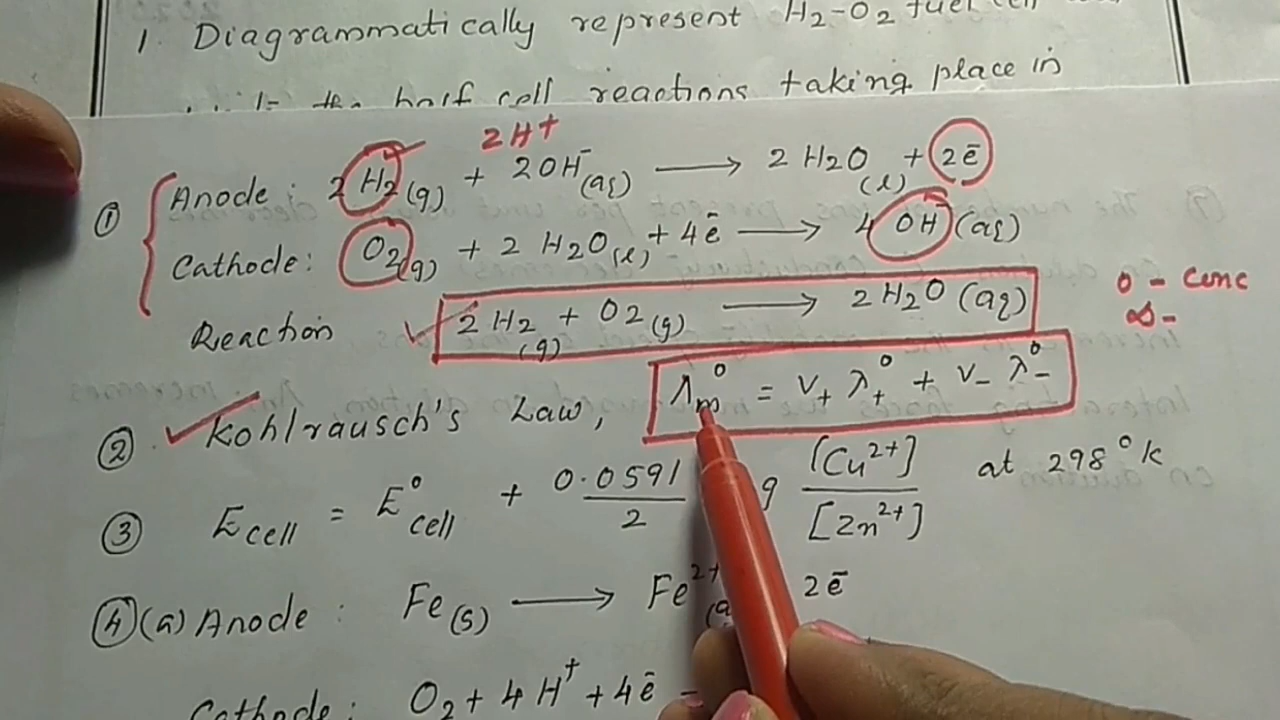 1. Diagrammatically represent H2-O2 fuel cell
the half cell reactions taking place in
2H+
① Anode : 2 H2(g) + 2OH⁻(aq) ⟶ 2 H2O(l) + 2ē
Cathode : O2(g) + 2 H2O(l) + 4ē ⟶ 4 OH⁻(aq)
Reaction 2 H2(g) + O2(g) ⟶ 2 H2O (aq)
0 - conc
∞ -
② Kohlrausch's Law, Λm° = ν+ λ+° + ν- λ-°
③ Ecell = E°cell + 0.0591/2 g [Cu2+]/[Zn2+] at 298°K
④(a) Anode : Fe(s) ⟶ Fe2+ 2ē
Cathode : O2 + 4H+ + 4ē